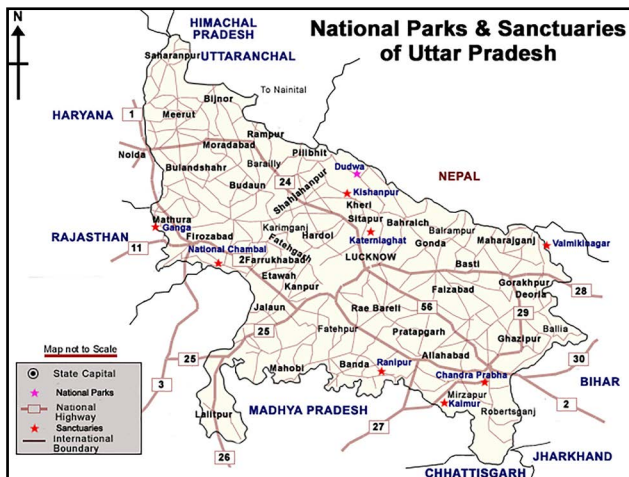 N
HIMACHAL
PRADESH
National Parks & Sanctuaries
of Uttar Pradesh
Saharanpur
UTTARANCHAL
To Nainital
Bijnor
HARYANA
1
Meerut
Rampur
Moradabad
Pilibhit
Noida
Bareilly
Dudwa
NEPAL
Bulandshahr
Budaun
24
Shahjahanpur
Kishanpur
Kheri
Mathura
Ganga
Karimganj
Sitapur
Bahraich
Balrampur
Maharajganj
Valmikinagar
RAJASTHAN
Firozabad
Hardoi
Katerniaghat
Gonda
11
National Chambal
Fatehgarh
2
Farrukhabad
LUCKNOW
Basti
Etawah
Gorakhpur
Kanpur
Faizabad
Deoria
28
Jalaun
Rae Bareli
56
29
25
Fatehpur
Pratapgarh
Ballia
Ghazipur
Map not to Scale
25
Mahobi
Banda
Ranipur
Allahabad
30
State Capital
3
Chandra Prabha
BIHAR
National Parks
Mirzapur
National
Highway
Lalitpur
MADHYA PRADESH
Kaimur
Robertsganj
2
Sanctuaries
27
International
Boundary
26
JHARKHAND
CHHATTISGARH